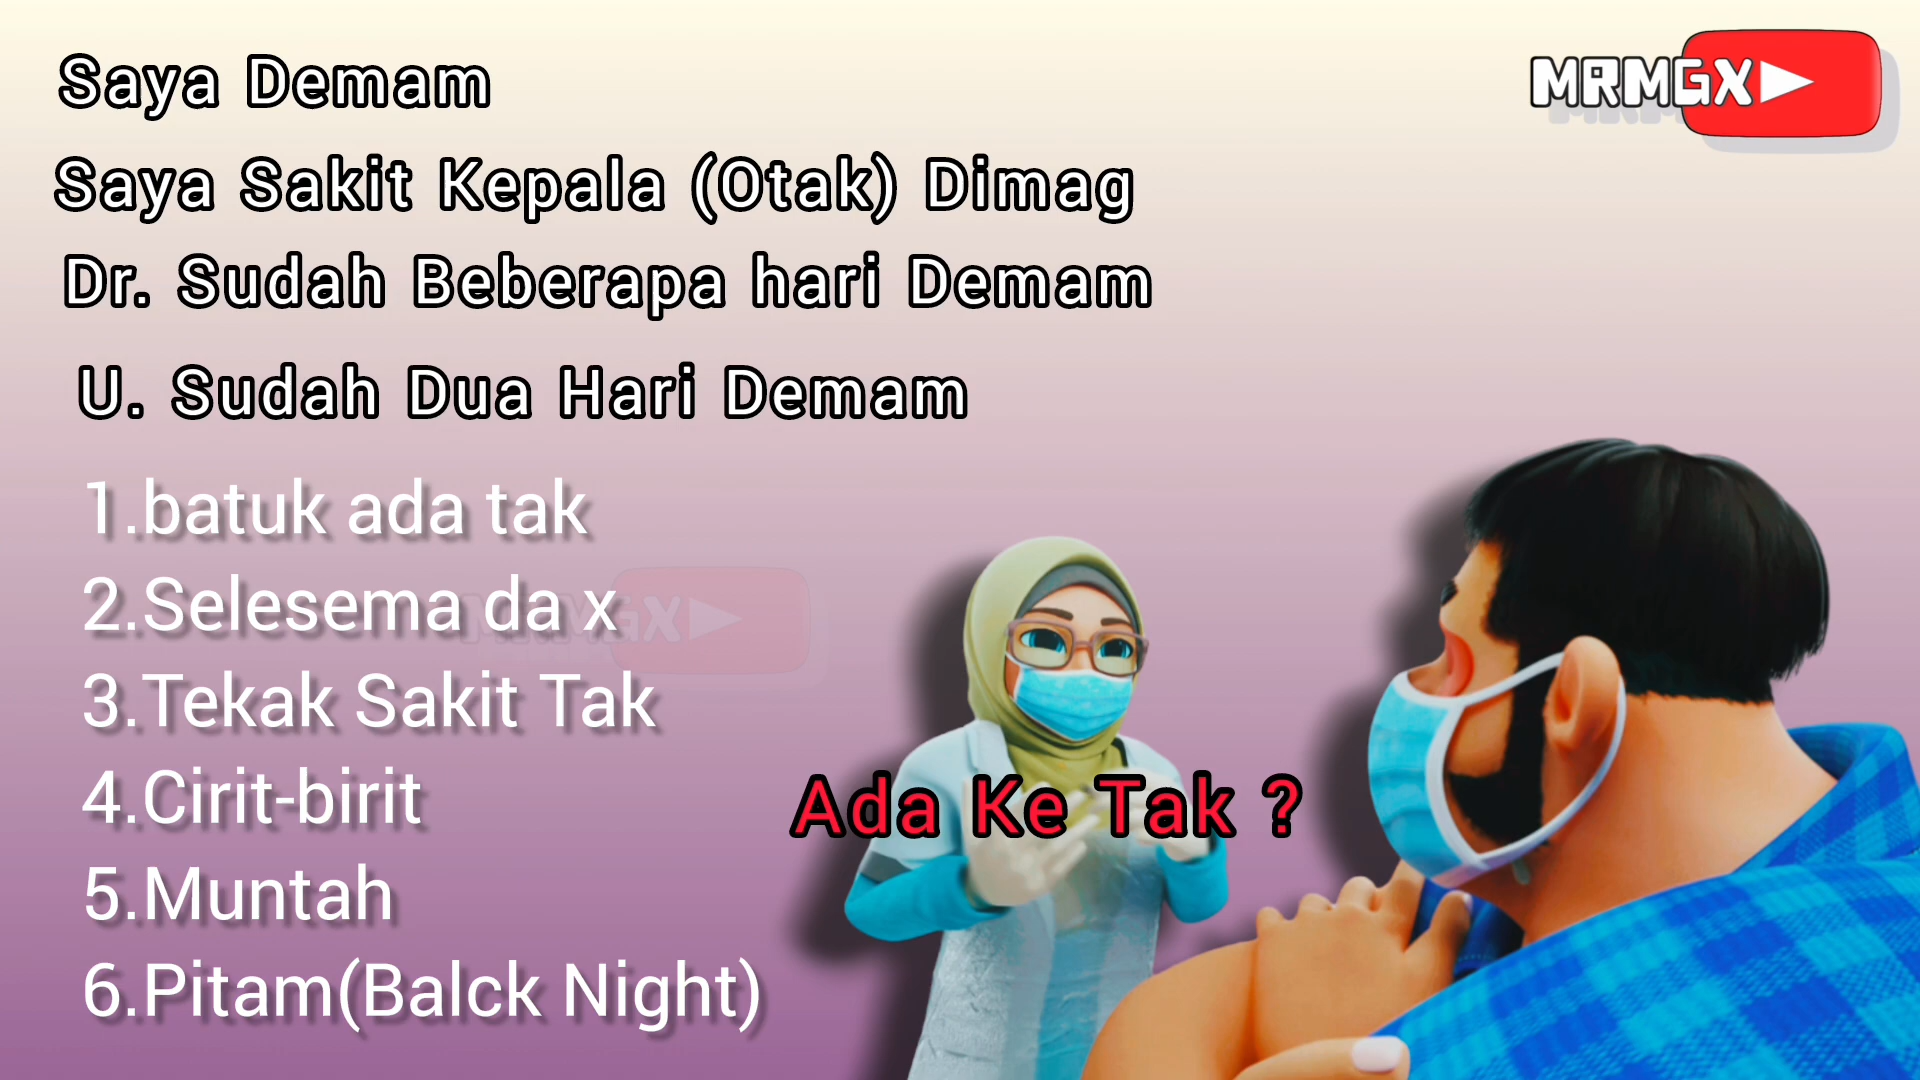 MRMGX
Saya Demam
Saya Sakit Kepala (Otak) Dimag
Dr. Sudah Beberapa hari Demam
U. Sudah Dua Hari Demam
1.batuk ada tak
2.Selesema da x
MRMGX
3.Tekak Sakit Tak
4.Cirit-birit
Ada Ke Tak ?
5.Muntah
6.Pitam(Balck Night)